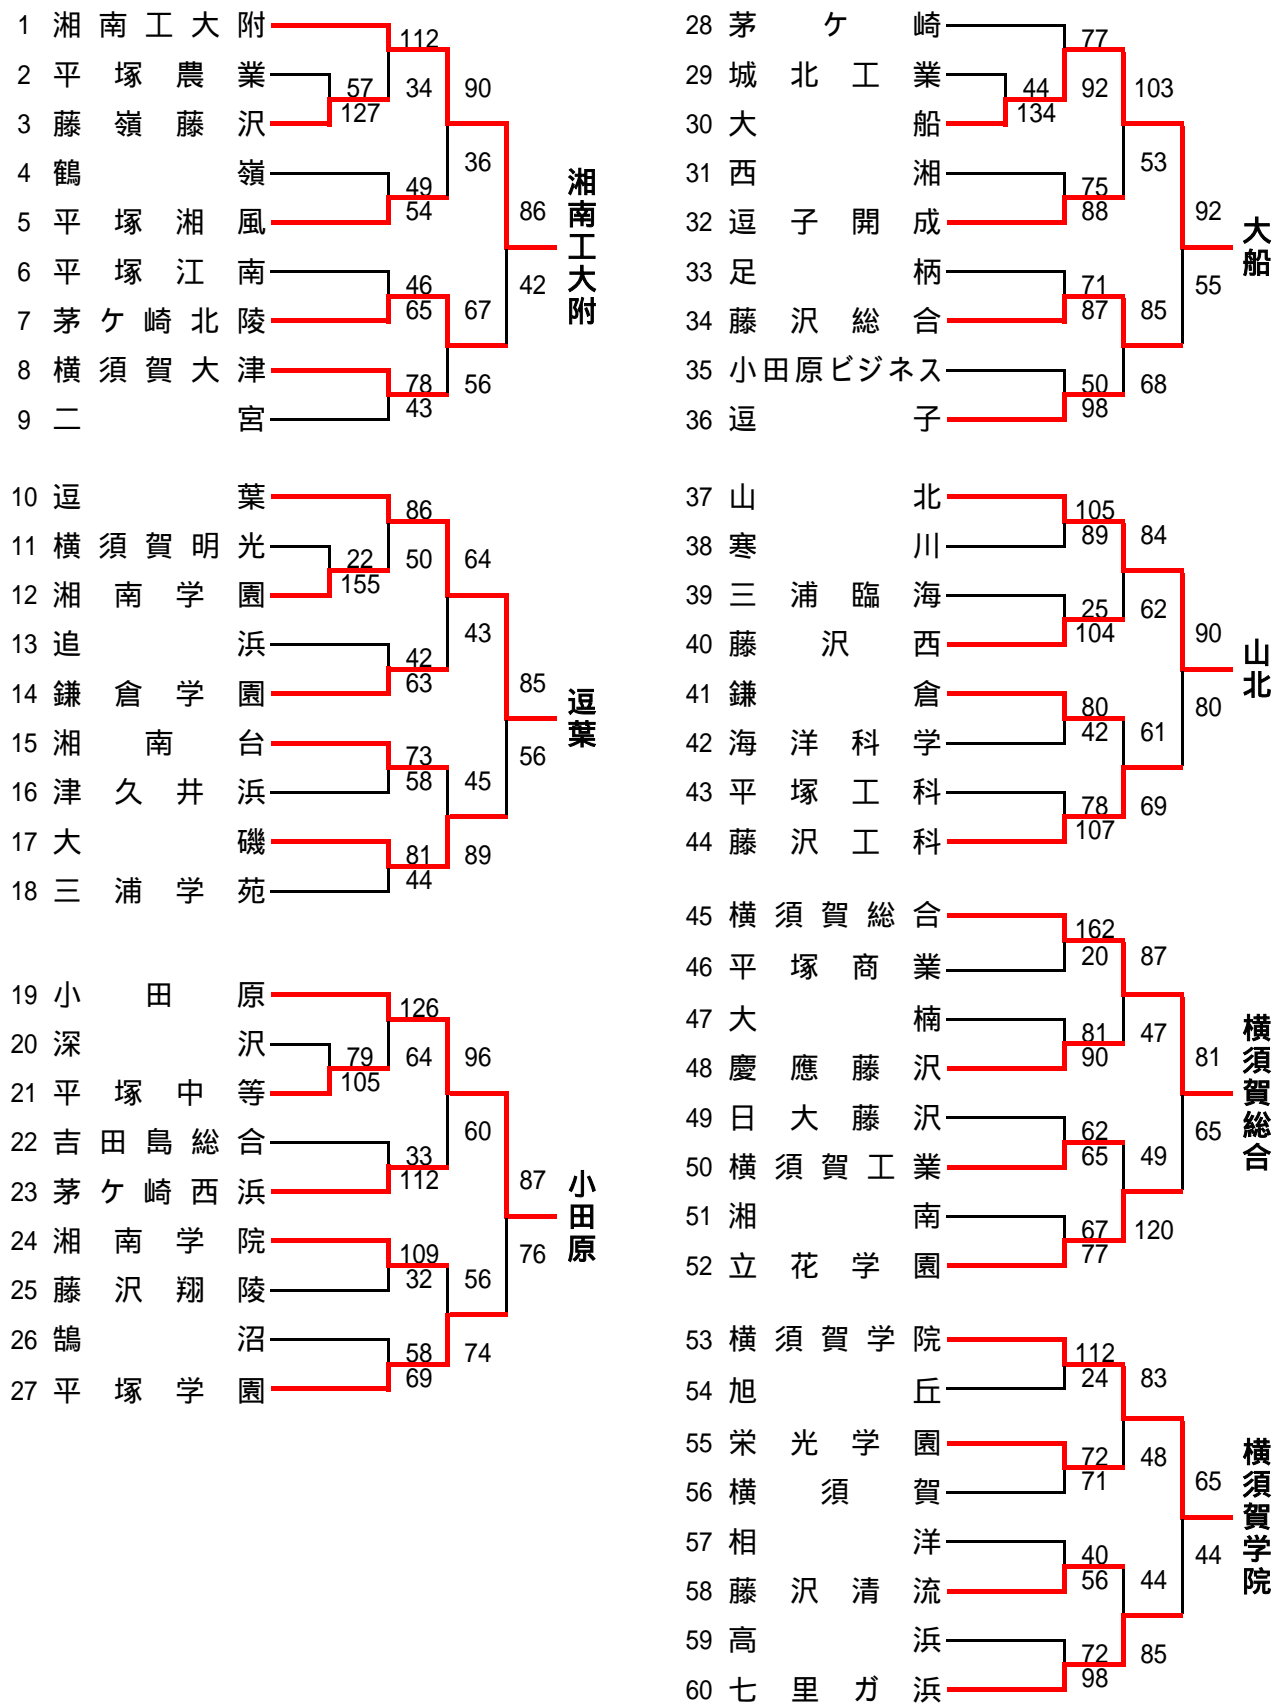 1 湘南工大附
2 平塚農業
3 藤嶺藤沢
4 鶴嶺
5 平塚湘風
6 平塚江南
7 茅ケ崎北陵
8 横須賀大津
9 二宮
112
57
127
34
90
49
54
36
46
65
67
78
43
56
86
42
湘南工大附
10 逗葉
11 横須賀明光
12 湘南学園
13 追浜
14 鎌倉学園
15 湘南台
16 津久井浜
17 大磯
18 三浦学苑
86
22
155
50
64
42
63
43
73
58
45
81
44
89
85
56
逗葉
19 小田原
20 深沢
21 平塚中等
22 吉田島総合
23 茅ケ崎西浜
24 湘南学院
25 藤沢翔陵
26 鵠沼
27 平塚学園
126
79
105
64
96
33
112
60
109
32
56
58
69
74
87
76
小田原
28 茅ケ崎
29 城北工業
30 大船
31 西湘
32 逗子開成
33 足柄
34 藤沢総合
35 小田原ビジネス
36 逗子
77
44
134
92
103
75
88
53
71
87
85
50
98
68
92
55
大船
37 山北
38 寒川
39 三浦臨海
40 藤沢西
41 鎌倉
42 海洋科学
43 平塚工科
44 藤沢工科
105
89
84
25
104
62
80
42
61
78
107
69
90
80
山北
45 横須賀総合
46 平塚商業
47 大楠
48 慶應藤沢
49 日大藤沢
50 横須賀工業
51 湘南
52 立花学園
162
20
87
81
90
47
62
65
49
67
77
120
81
65
横須賀総合
53 横須賀学院
54 旭丘
55 栄光学園
56 横須賀
57 相洋
58 藤沢清流
59 高浜
60 七里ガ浜
112
24
83
72
71
48
40
56
44
72
98
85
65
44
横須賀学院